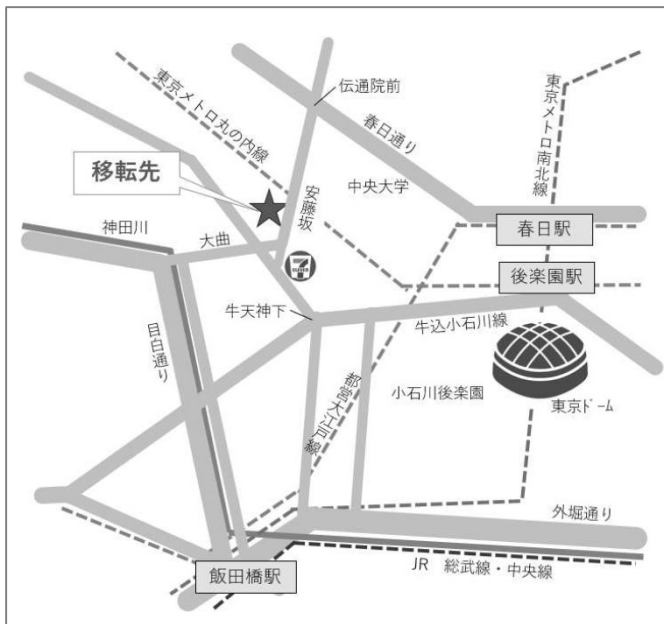 伝通院前
東京メトロ丸の内線
春日通り
東京メトロ南北線
移転先
安藤坂
中央大学
神田川
大曲
春日駅
7
ELEVEN
後楽園駅
牛天神下
牛込小石川線
目白通り
都営大江戸線
小石川後楽園
東京ﾄﾞｰﾑ
外堀通り
飯田橋駅
JR 総武線・中央線